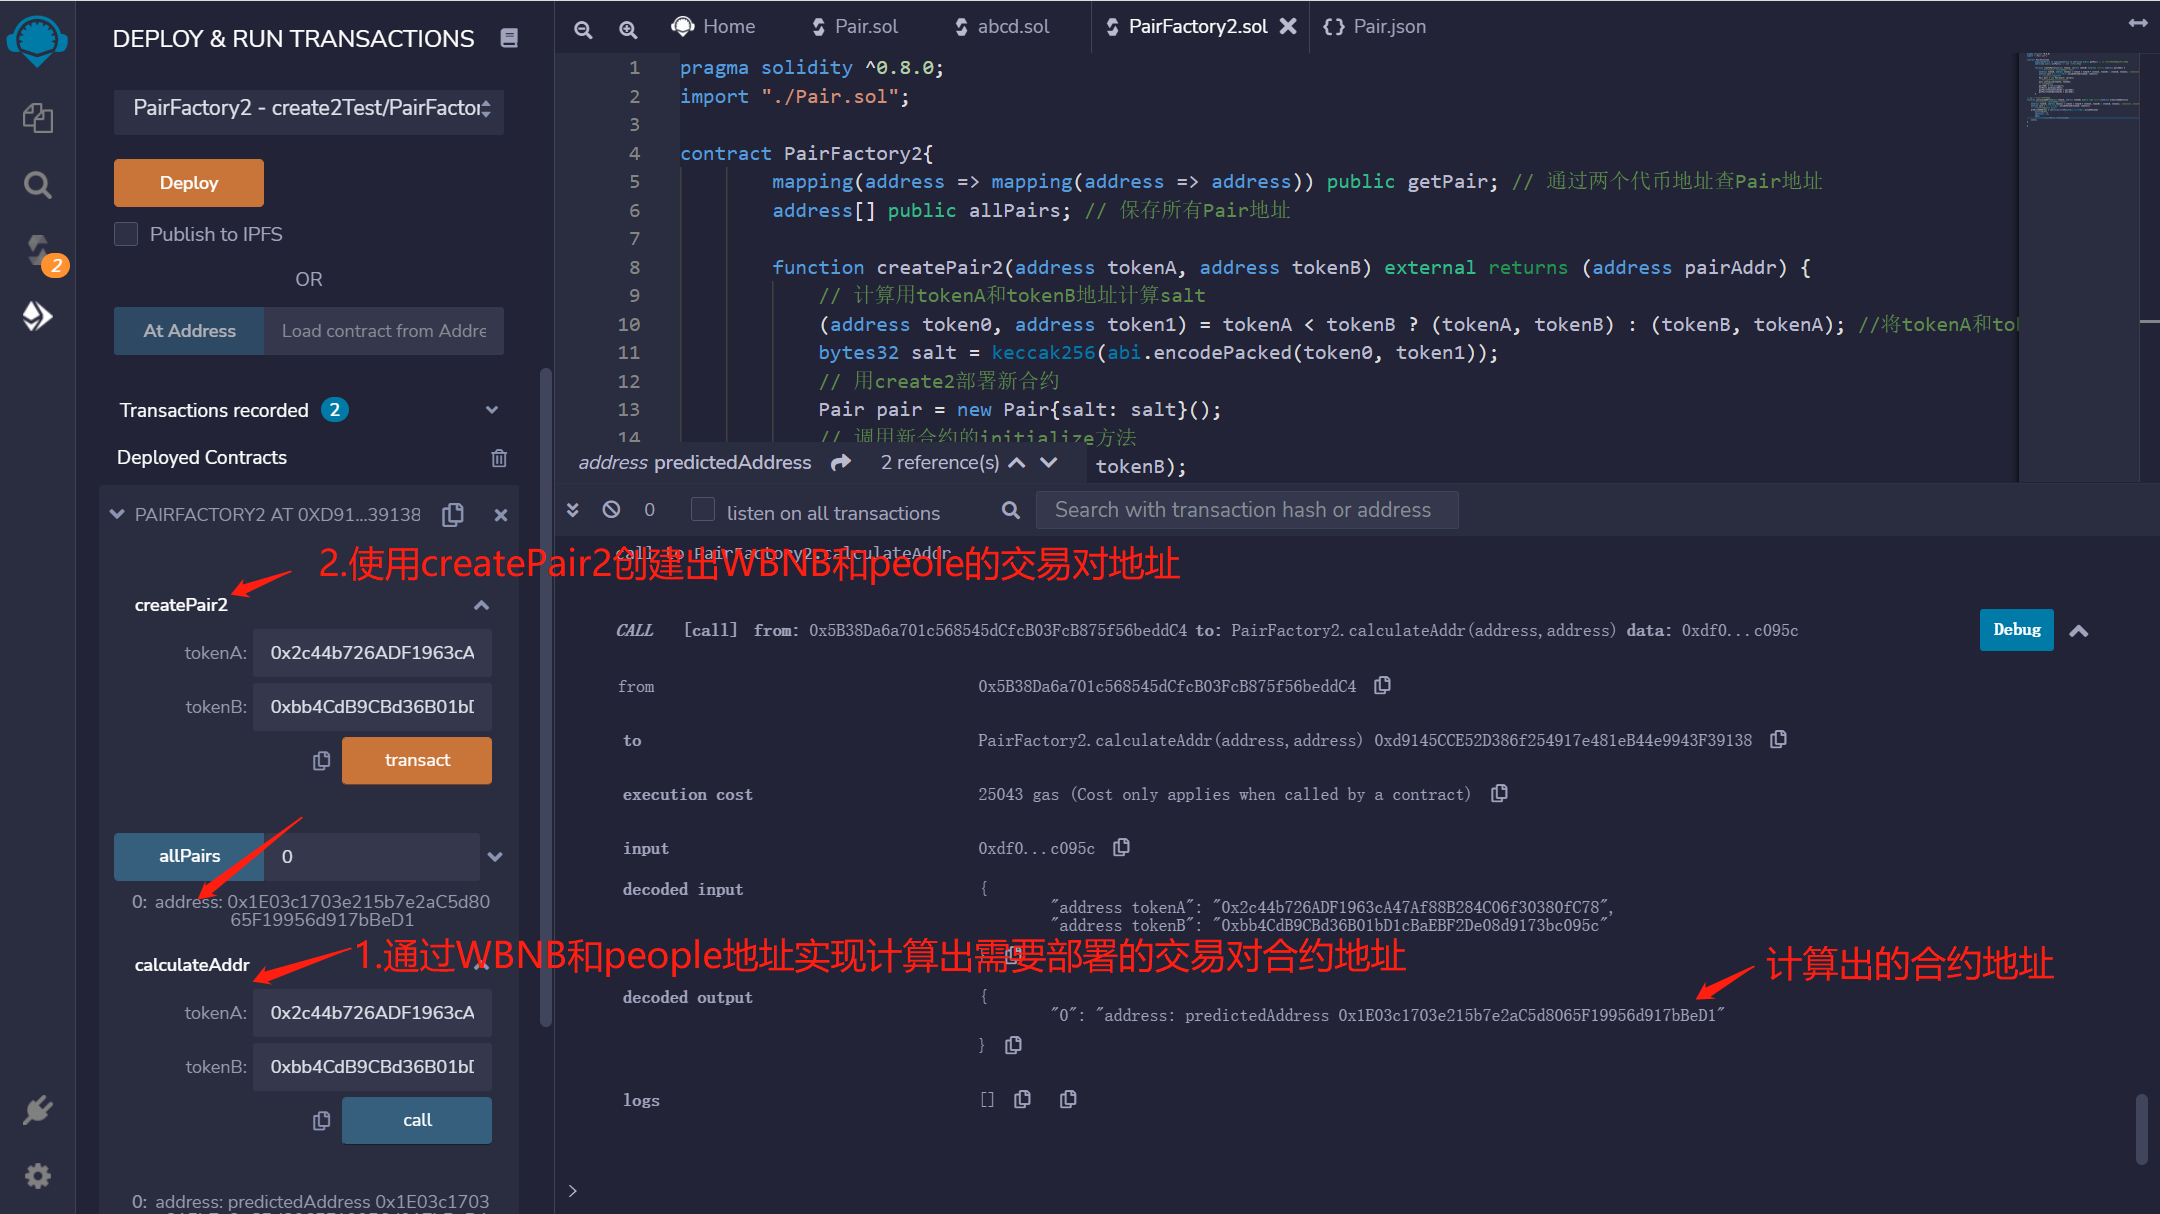 DEPLOY & RUN TRANSACTIONS
PairFactory2 - create2Test/PairFactor
Deploy
Publish to IPFS
OR
At Address
Load contract from Addre
Transactions recorded 2
Deployed Contracts
PAIRFACTORY2 AT 0XD91...39138
createPair2
tokenA: 0x2c44b726ADF1963cA
tokenB: 0xbb4CdB9CBd36B01bD
transact
allPairs 0
0: address: 0x1E03c1703e215b7e2aC5d80
65F19956d917bBeD1
calculateAddr
tokenA: 0x2c44b726ADF1963cA
tokenB: 0xbb4CdB9CBd36B01bD
call
0: address: predictedAddress 0x1E03c1703
2
Home
Pair.sol
abcd.sol
PairFactory2.sol
Pair.json
1 pragma solidity ^0.8.0;
2 import "./Pair.sol";
3
4 contract PairFactory2{
5 mapping(address => mapping(address => address)) public getPair; // 通过两个代币地址查Pair地址
6 address[] public allPairs; // 保存所有Pair地址
7
8 function createPair2(address tokenA, address tokenB) external returns (address pairAddr) {
9 // 计算用tokenA和tokenB地址计算salt
10 (address token0, address token1) = tokenA < tokenB ? (tokenA, tokenB) : (tokenB, tokenA); //将tokenA和to
11 bytes32 salt = keccak256(abi.encodePacked(token0, token1));
12 // 用create2部署新合约
13 Pair pair = new Pair{salt: salt}();
14 // 调用新合约的initialize方法
address predictedAddress 2 reference(s) tokenB);
0 listen on all transactions Search with transaction hash or address
call to PairFactory2.calculateAddr
2.使用createPair2创建出WBNB和peole的交易对地址
CALL [call] from: 0x5B38Da6a701c568545dCfcB03FcB875f56beddC4 to: PairFactory2.calculateAddr(address,address) data: 0xdf0...c095c
Debug
from 0x5B38Da6a701c568545dCfcB03FcB875f56beddC4
to PairFactory2.calculateAddr(address,address) 0xd9145CCE52D386f254917e481eB44e9943F39138
execution cost 25043 gas (Cost only applies when called by a contract)
input 0xdf0...c095c
decoded input {
"address tokenA": "0x2c44b726ADF1963cA47Af88B284C06f30380fC78",
"address tokenB": "0xbb4CdB9CBd36B01bD1cBaEBF2De08d9173bc095c"
1.通过WBNB和people地址实现计算出需要部署的交易对合约地址
计算出的合约地址
decoded output {
"0": "address: predictedAddress 0x1E03c1703e215b7e2aC5d8065F19956d917bBeD1"
}
logs []
>